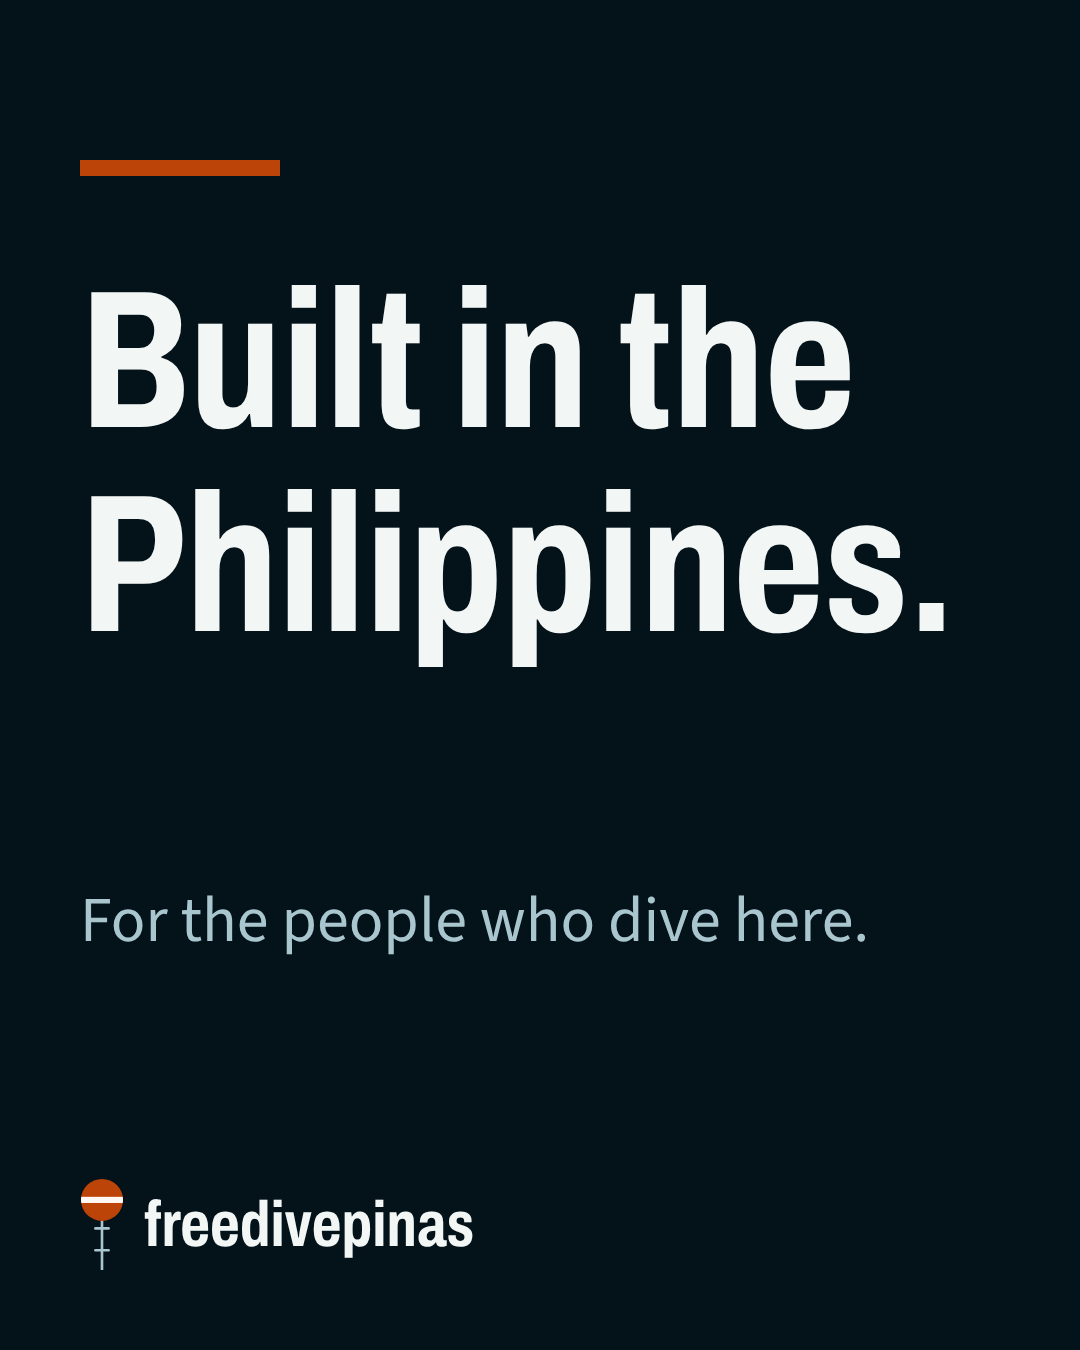 Built in the
Philippines.
For the people who dive here.
freedivepinas